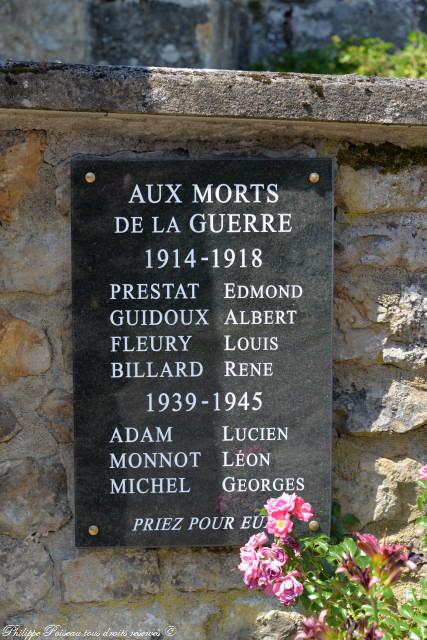 AUX MORTS
DE LA GUERRE
1914-1918
PRESTAT EDMOND
GUIDOUX ALBERT
FLEURY LOUIS
BILLARD RENE
1939-1945
ADAM LUCIEN
MONNOT LÉON
MICHEL GEORGES
PRIEZ POUR EUX
© Philippe POISEAU tous droits réservés ©